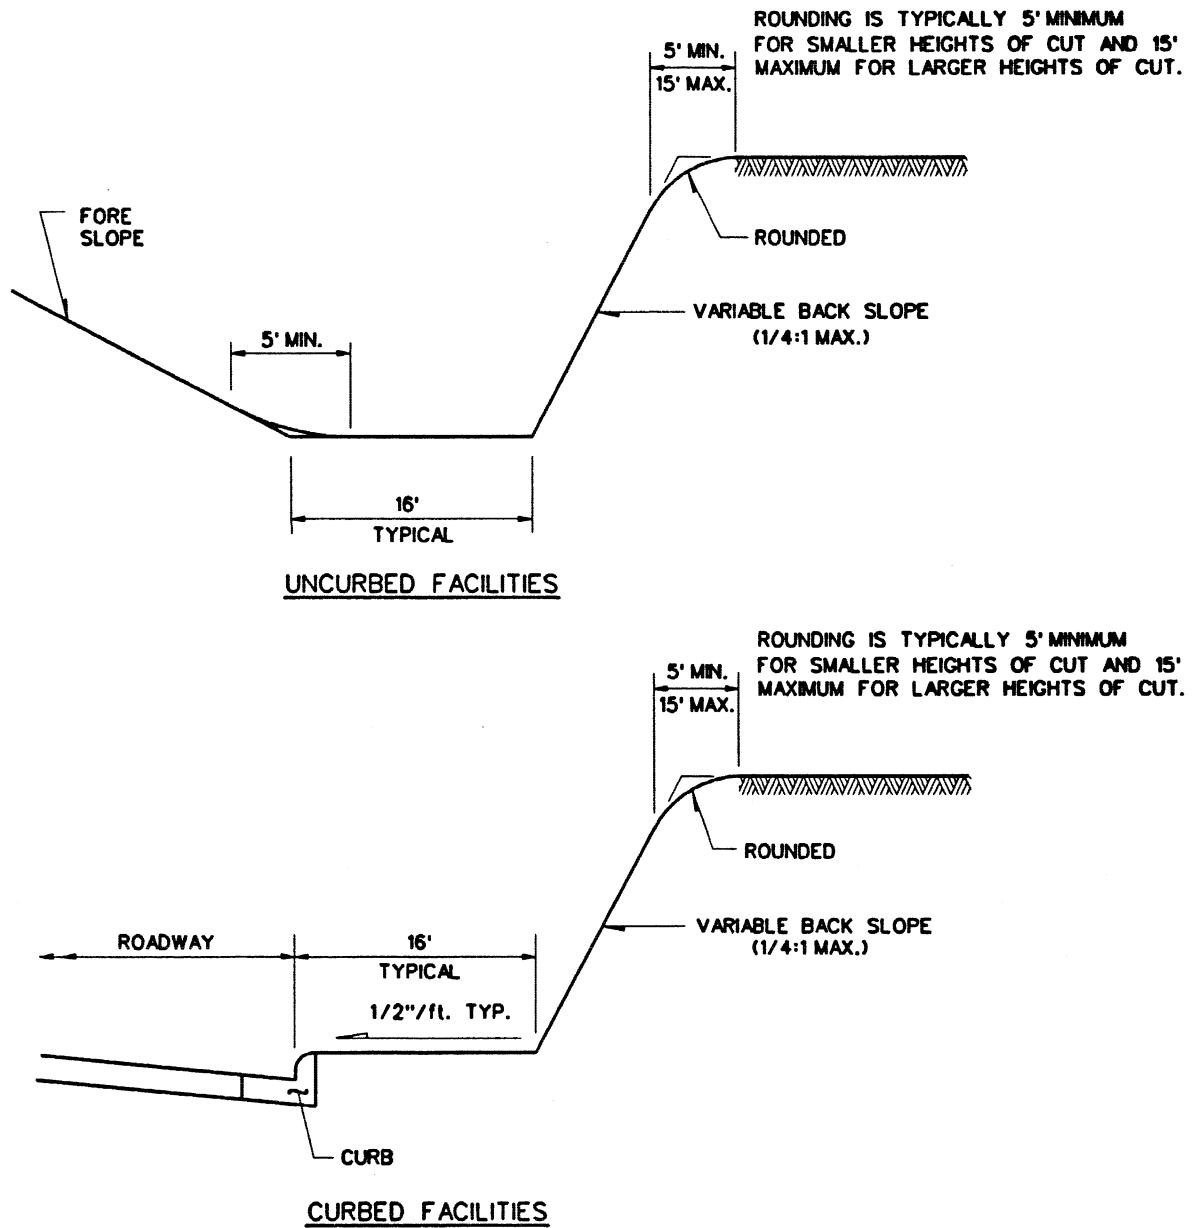 ROUNDING IS TYPICALLY 5' MINIMUM
FOR SMALLER HEIGHTS OF CUT AND 15'
MAXIMUM FOR LARGER HEIGHTS OF CUT.
5' MIN.
15' MAX.
FORE
SLOPE
ROUNDED
VARIABLE BACK SLOPE
(1/4:1 MAX.)
5' MIN.
16'
TYPICAL
UNCURBED FACILITIES
ROUNDING IS TYPICALLY 5' MINIMUM
FOR SMALLER HEIGHTS OF CUT AND 15'
MAXIMUM FOR LARGER HEIGHTS OF CUT.
5' MIN.
15' MAX.
ROUNDED
VARIABLE BACK SLOPE
(1/4:1 MAX.)
ROADWAY
16'
TYPICAL
1/2"/ft. TYP.
CURB
CURBED FACILITIES